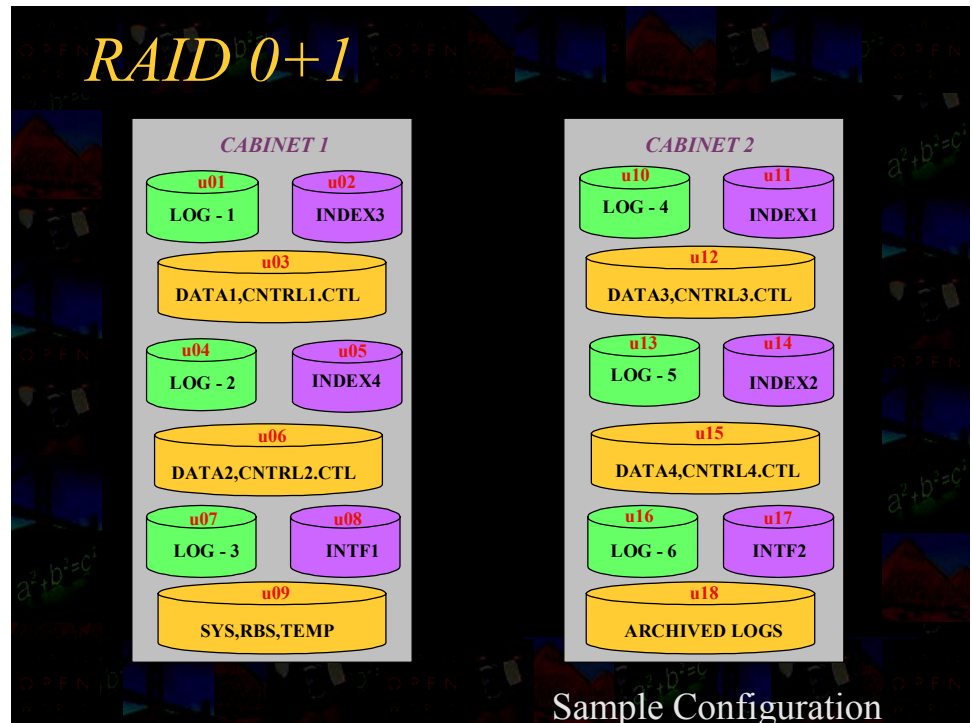 RAID 0+1
CABINET 1
u01
LOG - 1
u02
INDEX3
u03
DATA1,CNTRL1.CTL
u04
LOG - 2
u05
INDEX4
u06
DATA2,CNTRL2.CTL
u07
LOG - 3
u08
INTF1
u09
SYS,RBS,TEMP
CABINET 2
u10
LOG - 4
u11
INDEX1
u12
DATA3,CNTRL3.CTL
u13
LOG - 5
u14
INDEX2
u15
DATA4,CNTRL4.CTL
u16
LOG - 6
u17
INTF2
u18
ARCHIVED LOGS
Sample Configuration